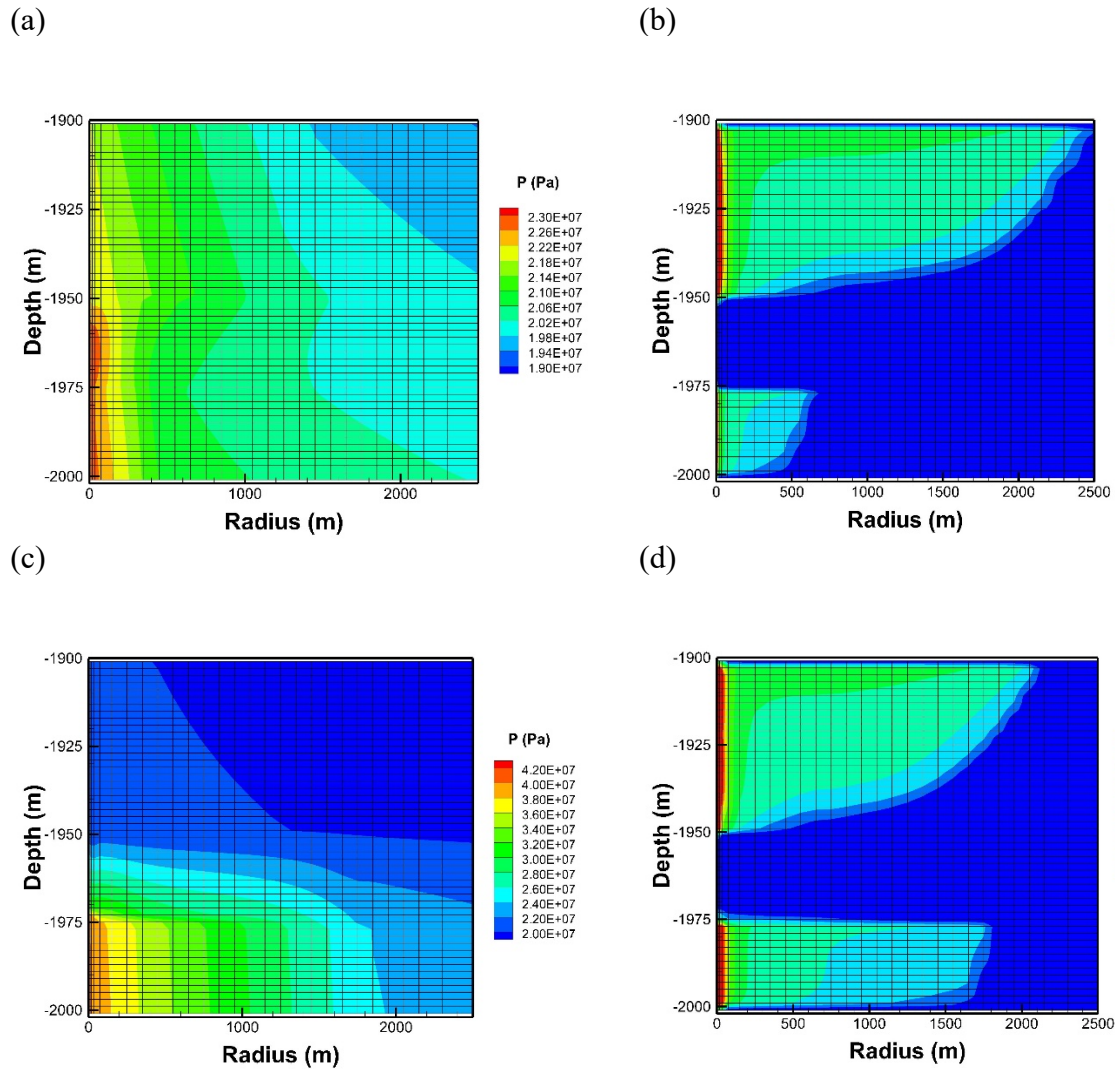 (a)
(b)
-1900
-1925
-1950
-1975
-2000
Depth (m)
0
1000
2000
Radius (m)
P (Pa)
2.30E+07
2.26E+07
2.22E+07
2.18E+07
2.14E+07
2.10E+07
2.06E+07
2.02E+07
1.98E+07
1.94E+07
1.90E+07
-1900
-1925
-1950
-1975
-2000
Depth (m)
0
500
1000
1500
2000
2500
Radius (m)
(c)
(d)
-1900
-1925
-1950
-1975
-2000
Depth (m)
0
1000
2000
Radius (m)
P (Pa)
4.20E+07
4.00E+07
3.80E+07
3.60E+07
3.40E+07
3.20E+07
3.00E+07
2.80E+07
2.60E+07
2.40E+07
2.20E+07
2.00E+07
-1900
-1925
-1950
-1975
-2000
Depth (m)
0
500
1000
1500
2000
2500
Radius (m)